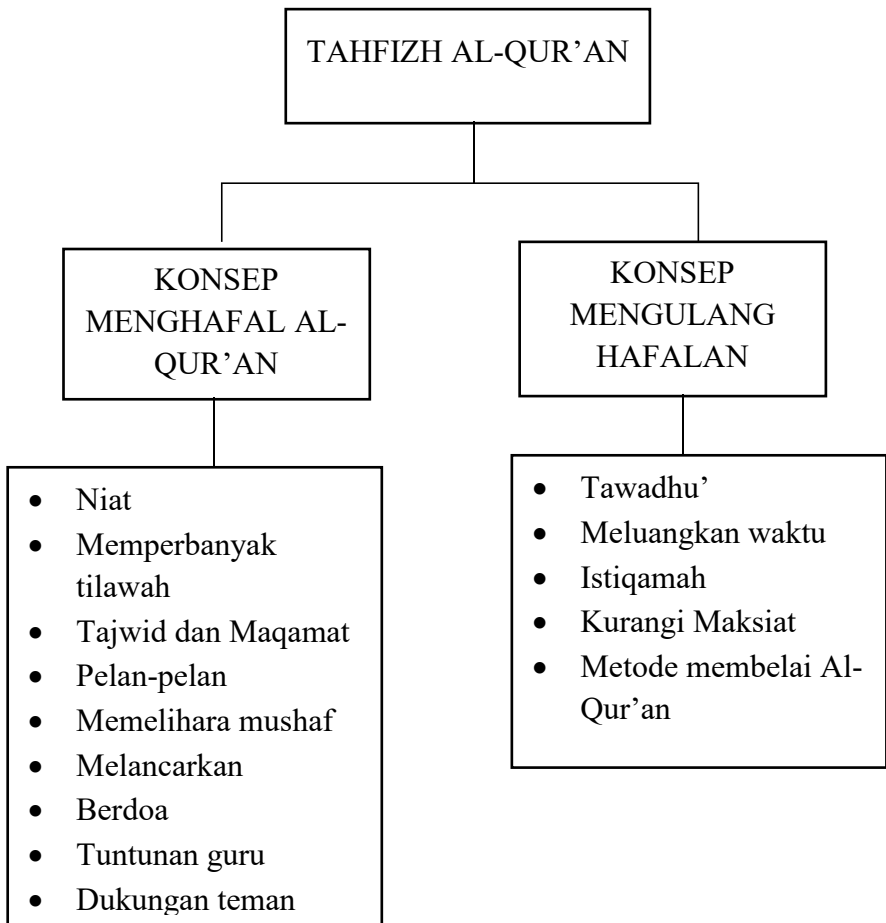 TAHFIZH AL-QUR’AN
KONSEP
MENGHAFAL AL-
QUR’AN
KONSEP
MENGULANG
HAFALAN
• Niat
• Memperbanyak
tilawah
• Tajwid dan Maqamat
• Pelan-pelan
• Memelihara mushaf
• Melancarkan
• Berdoa
• Tuntunan guru
• Dukungan teman
• Tawadhu’
• Meluangkan waktu
• Istiqamah
• Kurangi Maksiat
• Metode membelai Al-
Qur’an